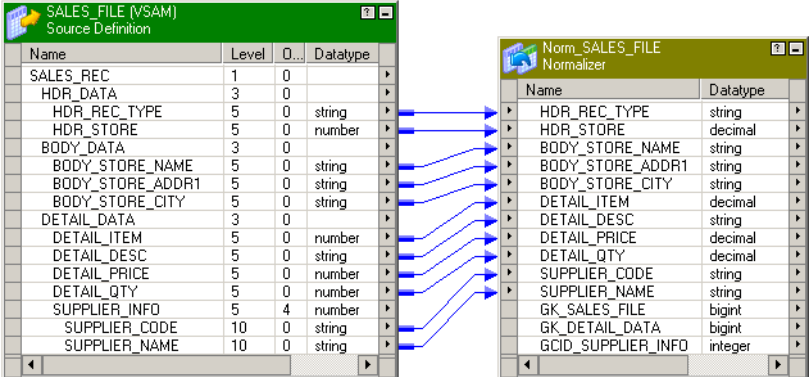 SALES_FILE (VSAM)
Source Definition
Name Level O... Datatype
SALES_REC 1 0
HDR_DATA 3 0
HDR_REC_TYPE 5 0 string
HDR_STORE 5 0 number
BODY_DATA 3 0
BODY_STORE_NAME 5 0 string
BODY_STORE_ADDR1 5 0 string
BODY_STORE_CITY 5 0 string
DETAIL_DATA 3 0
DETAIL_ITEM 5 0 number
DETAIL_DESC 5 0 string
DETAIL_PRICE 5 0 number
DETAIL_QTY 5 0 number
SUPPLIER_INFO 5 4 number
SUPPLIER_CODE 10 0 string
SUPPLIER_NAME 10 0 string
Norm_SALES_FILE
Normalizer
Name Datatype
HDR_REC_TYPE string
HDR_STORE decimal
BODY_STORE_NAME string
BODY_STORE_ADDR1 string
BODY_STORE_CITY string
DETAIL_ITEM decimal
DETAIL_DESC string
DETAIL_PRICE decimal
DETAIL_QTY decimal
SUPPLIER_CODE string
SUPPLIER_NAME string
GK_SALES_FILE bigint
GK_DETAIL_DATA bigint
GCID_SUPPLIER_INFO integer